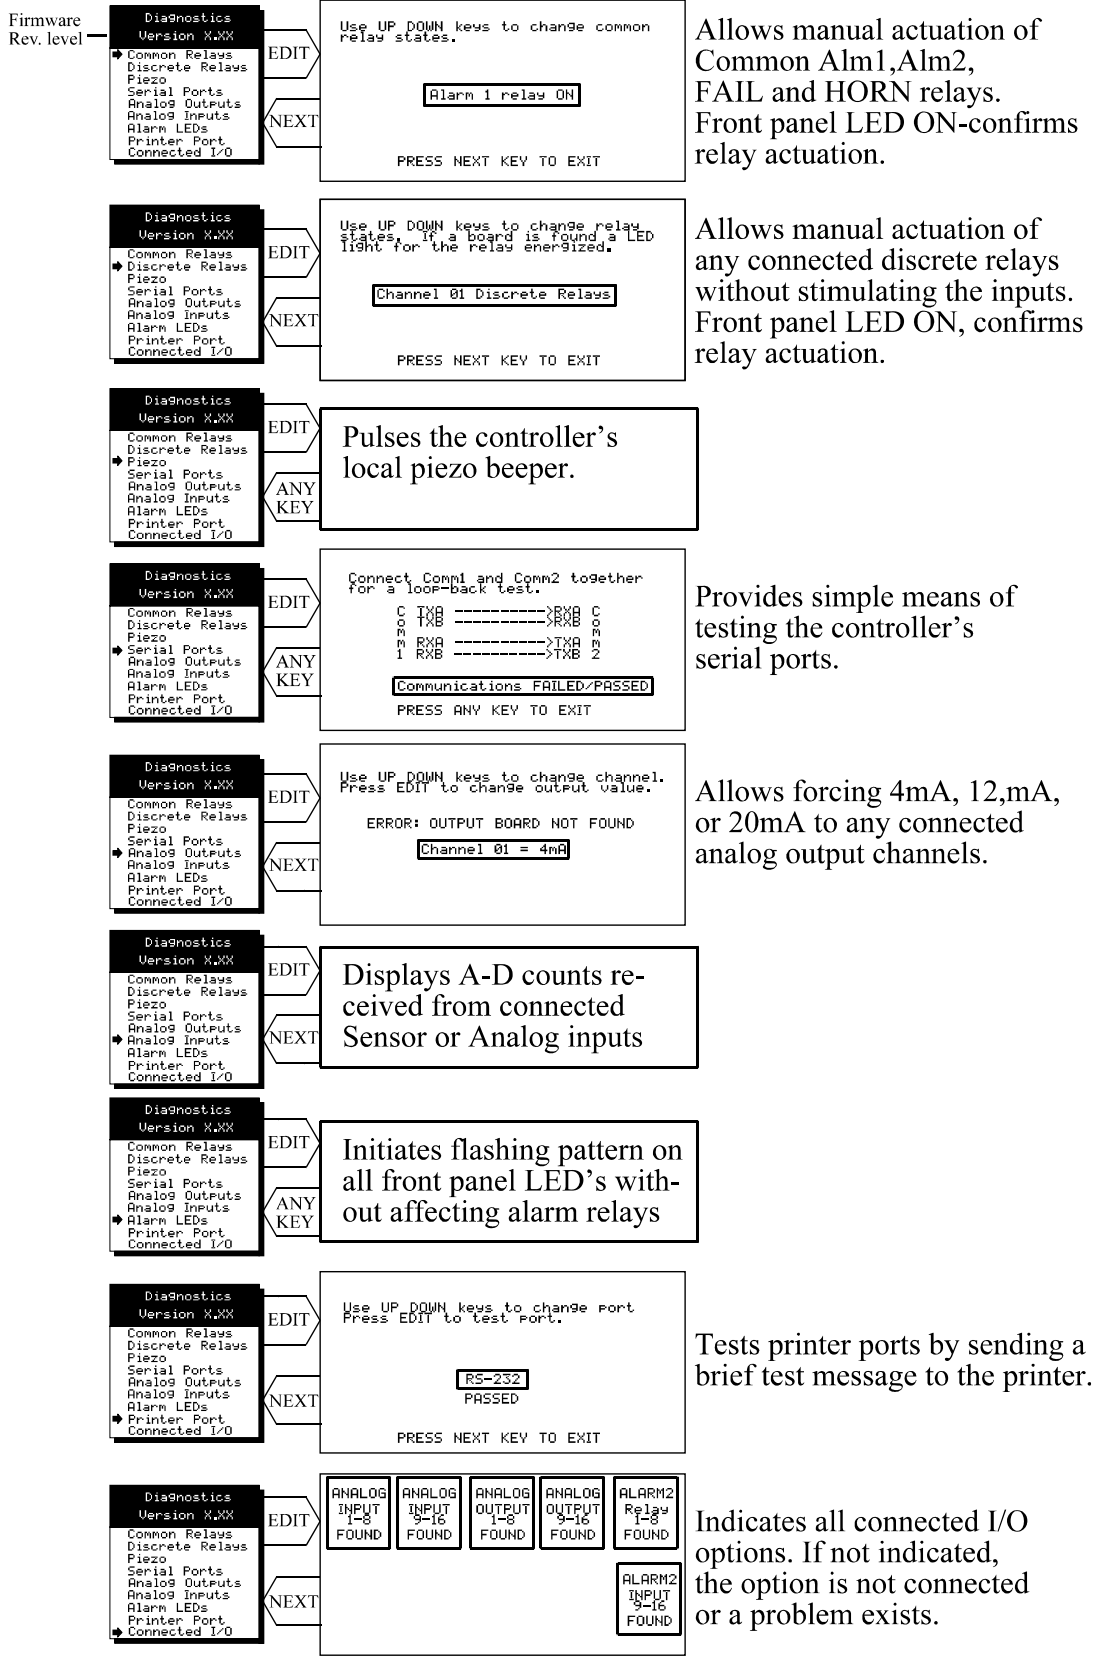 Firmware
Rev. level
Diagnostics
Version X.XX
Common Relays
Discrete Relays
Piezo
Serial Ports
Analog Outputs
Analog Inputs
Alarm LEDs
Printer Port
Connected I/O
EDIT
NEXT
Use UP DOWN keys to change common
relay states.
Alarm 1 relay ON
PRESS NEXT KEY TO EXIT
Allows manual actuation of
Common Alm1,Alm2,
FAIL and HORN relays.
Front panel LED ON-confirms
relay actuation.
Diagnostics
Version X.XX
Common Relays
Discrete Relays
Piezo
Serial Ports
Analog Outputs
Analog Inputs
Alarm LEDs
Printer Port
Connected I/O
EDIT
NEXT
Use UP DOWN keys to change relay
states. If a board is found a LED
light for the relay energized.
Channel 01 Discrete Relays
PRESS NEXT KEY TO EXIT
Allows manual actuation of
any connected discrete relays
without stimulating the inputs.
Front panel LED ON, confirms
relay actuation.
Diagnostics
Version X.XX
Common Relays
Discrete Relays
Piezo
Serial Ports
Analog Outputs
Analog Inputs
Alarm LEDs
Printer Port
Connected I/O
EDIT
ANY
KEY
Pulses the controller's
local piezo beeper.
Diagnostics
Version X.XX
Common Relays
Discrete Relays
Piezo
Serial Ports
Analog Outputs
Analog Inputs
Alarm LEDs
Printer Port
Connected I/O
EDIT
ANY
KEY
Connect Comm1 and Comm2 together
for a loop-back test.
C TXA ---------->RXA C
o TXB ---------->RXB o
m m
m RXA ---------->TXA m
1 RXB ---------->TXB 2
Communications FAILED/PASSED
PRESS ANY KEY TO EXIT
Provides simple means of
testing the controller's
serial ports.
Diagnostics
Version X.XX
Common Relays
Discrete Relays
Piezo
Serial Ports
Analog Outputs
Analog Inputs
Alarm LEDs
Printer Port
Connected I/O
EDIT
NEXT
Use UP DOWN keys to change channel.
Press EDIT to change output value.
ERROR: OUTPUT BOARD NOT FOUND
Channel 01 = 4mA
Allows forcing 4mA, 12,mA,
or 20mA to any connected
analog output channels.
Diagnostics
Version X.XX
Common Relays
Discrete Relays
Piezo
Serial Ports
Analog Outputs
Analog Inputs
Alarm LEDs
Printer Port
Connected I/O
EDIT
NEXT
Displays A-D counts re-
ceived from connected
Sensor or Analog inputs
Diagnostics
Version X.XX
Common Relays
Discrete Relays
Piezo
Serial Ports
Analog Outputs
Analog Inputs
Alarm LEDs
Printer Port
Connected I/O
EDIT
ANY
KEY
Initiates flashing pattern on
all front panel LED's with-
out affecting alarm relays
Diagnostics
Version X.XX
Common Relays
Discrete Relays
Piezo
Serial Ports
Analog Outputs
Analog Inputs
Alarm LEDs
Printer Port
Connected I/O
EDIT
NEXT
Use UP DOWN keys to change port
Press EDIT to test port.
RS-232
PASSED
PRESS NEXT KEY TO EXIT
Tests printer ports by sending a
brief test message to the printer.
Diagnostics
Version X.XX
Common Relays
Discrete Relays
Piezo
Serial Ports
Analog Outputs
Analog Inputs
Alarm LEDs
Printer Port
Connected I/O
EDIT
NEXT
ANALOG
INPUT
1-8
FOUND
ANALOG
INPUT
9-16
FOUND
ANALOG
OUTPUT
1-8
FOUND
ANALOG
OUTPUT
9-16
FOUND
ALARM2
Relay
1-8
FOUND
ALARM2
INPUT
9-16
FOUND
Indicates all connected I/O
options. If not indicated,
the option is not connected
or a problem exists.